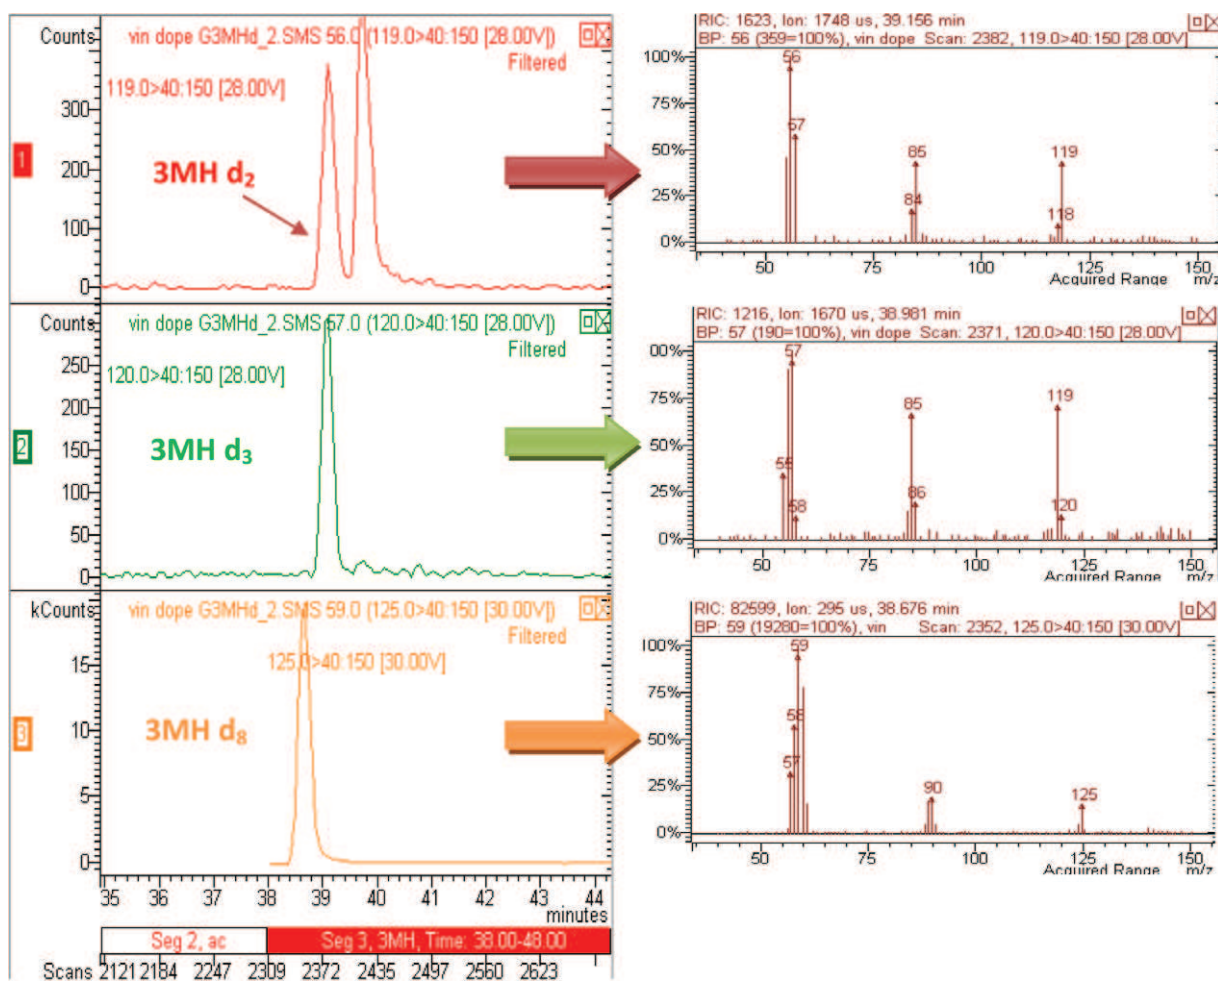 Counts
vin dope G3MHd_2.SMS 56.0 (119.0>40:150 [28.00V])
Filtered
119.0>40:150 [28.00V]
300
200
100
0
1
3MH d2
RIC: 1623, Ion: 1748 us, 39.156 min
BP: 56 (359=100%), vin dope Scan: 2382, 119.0>40:150 [28.00V]
100%
75%
50%
25%
0%
56
57
85
84
119
118
50
75
100
125
150
Acquired Range
m/z
Counts
vin dope G3MHd_2.SMS 57.0 (120.0>40:150 [28.00V])
Filtered
120.0>40:150 [28.00V]
250
200
150
100
50
0
2
3MH d3
RIC: 1216, Ion: 1670 us, 38.981 min
BP: 57 (190=100%), vin dope Scan: 2371, 120.0>40:150 [28.00V]
00%
75%
50%
25%
0%
57
55
58
85
86
119
120
50
75
100
125
150
Acquired Range
m/z
kCounts
vin dope G3MHd_2.SMS 59.0 (125.0>40:150 [30.00V])
Filtered
125.0>40:150 [30.00V]
15
10
5
0
3
3MH d8
RIC: 82599, Ion: 295 us, 38.676 min
BP: 59 (19280=100%), vin Scan: 2352, 125.0>40:150 [30.00V]
100%
75%
50%
25%
0%
59
58
57
90
125
50
75
100
125
150
Acquired Range
m/z
35 36 37 38 39 40 41 42 43 44
minutes
Seg 2, ac
Seg 3, 3MH, Time: 38.00-48.00
Scans 2121 2184 2247 2309 2372 2435 2497 2560 2623